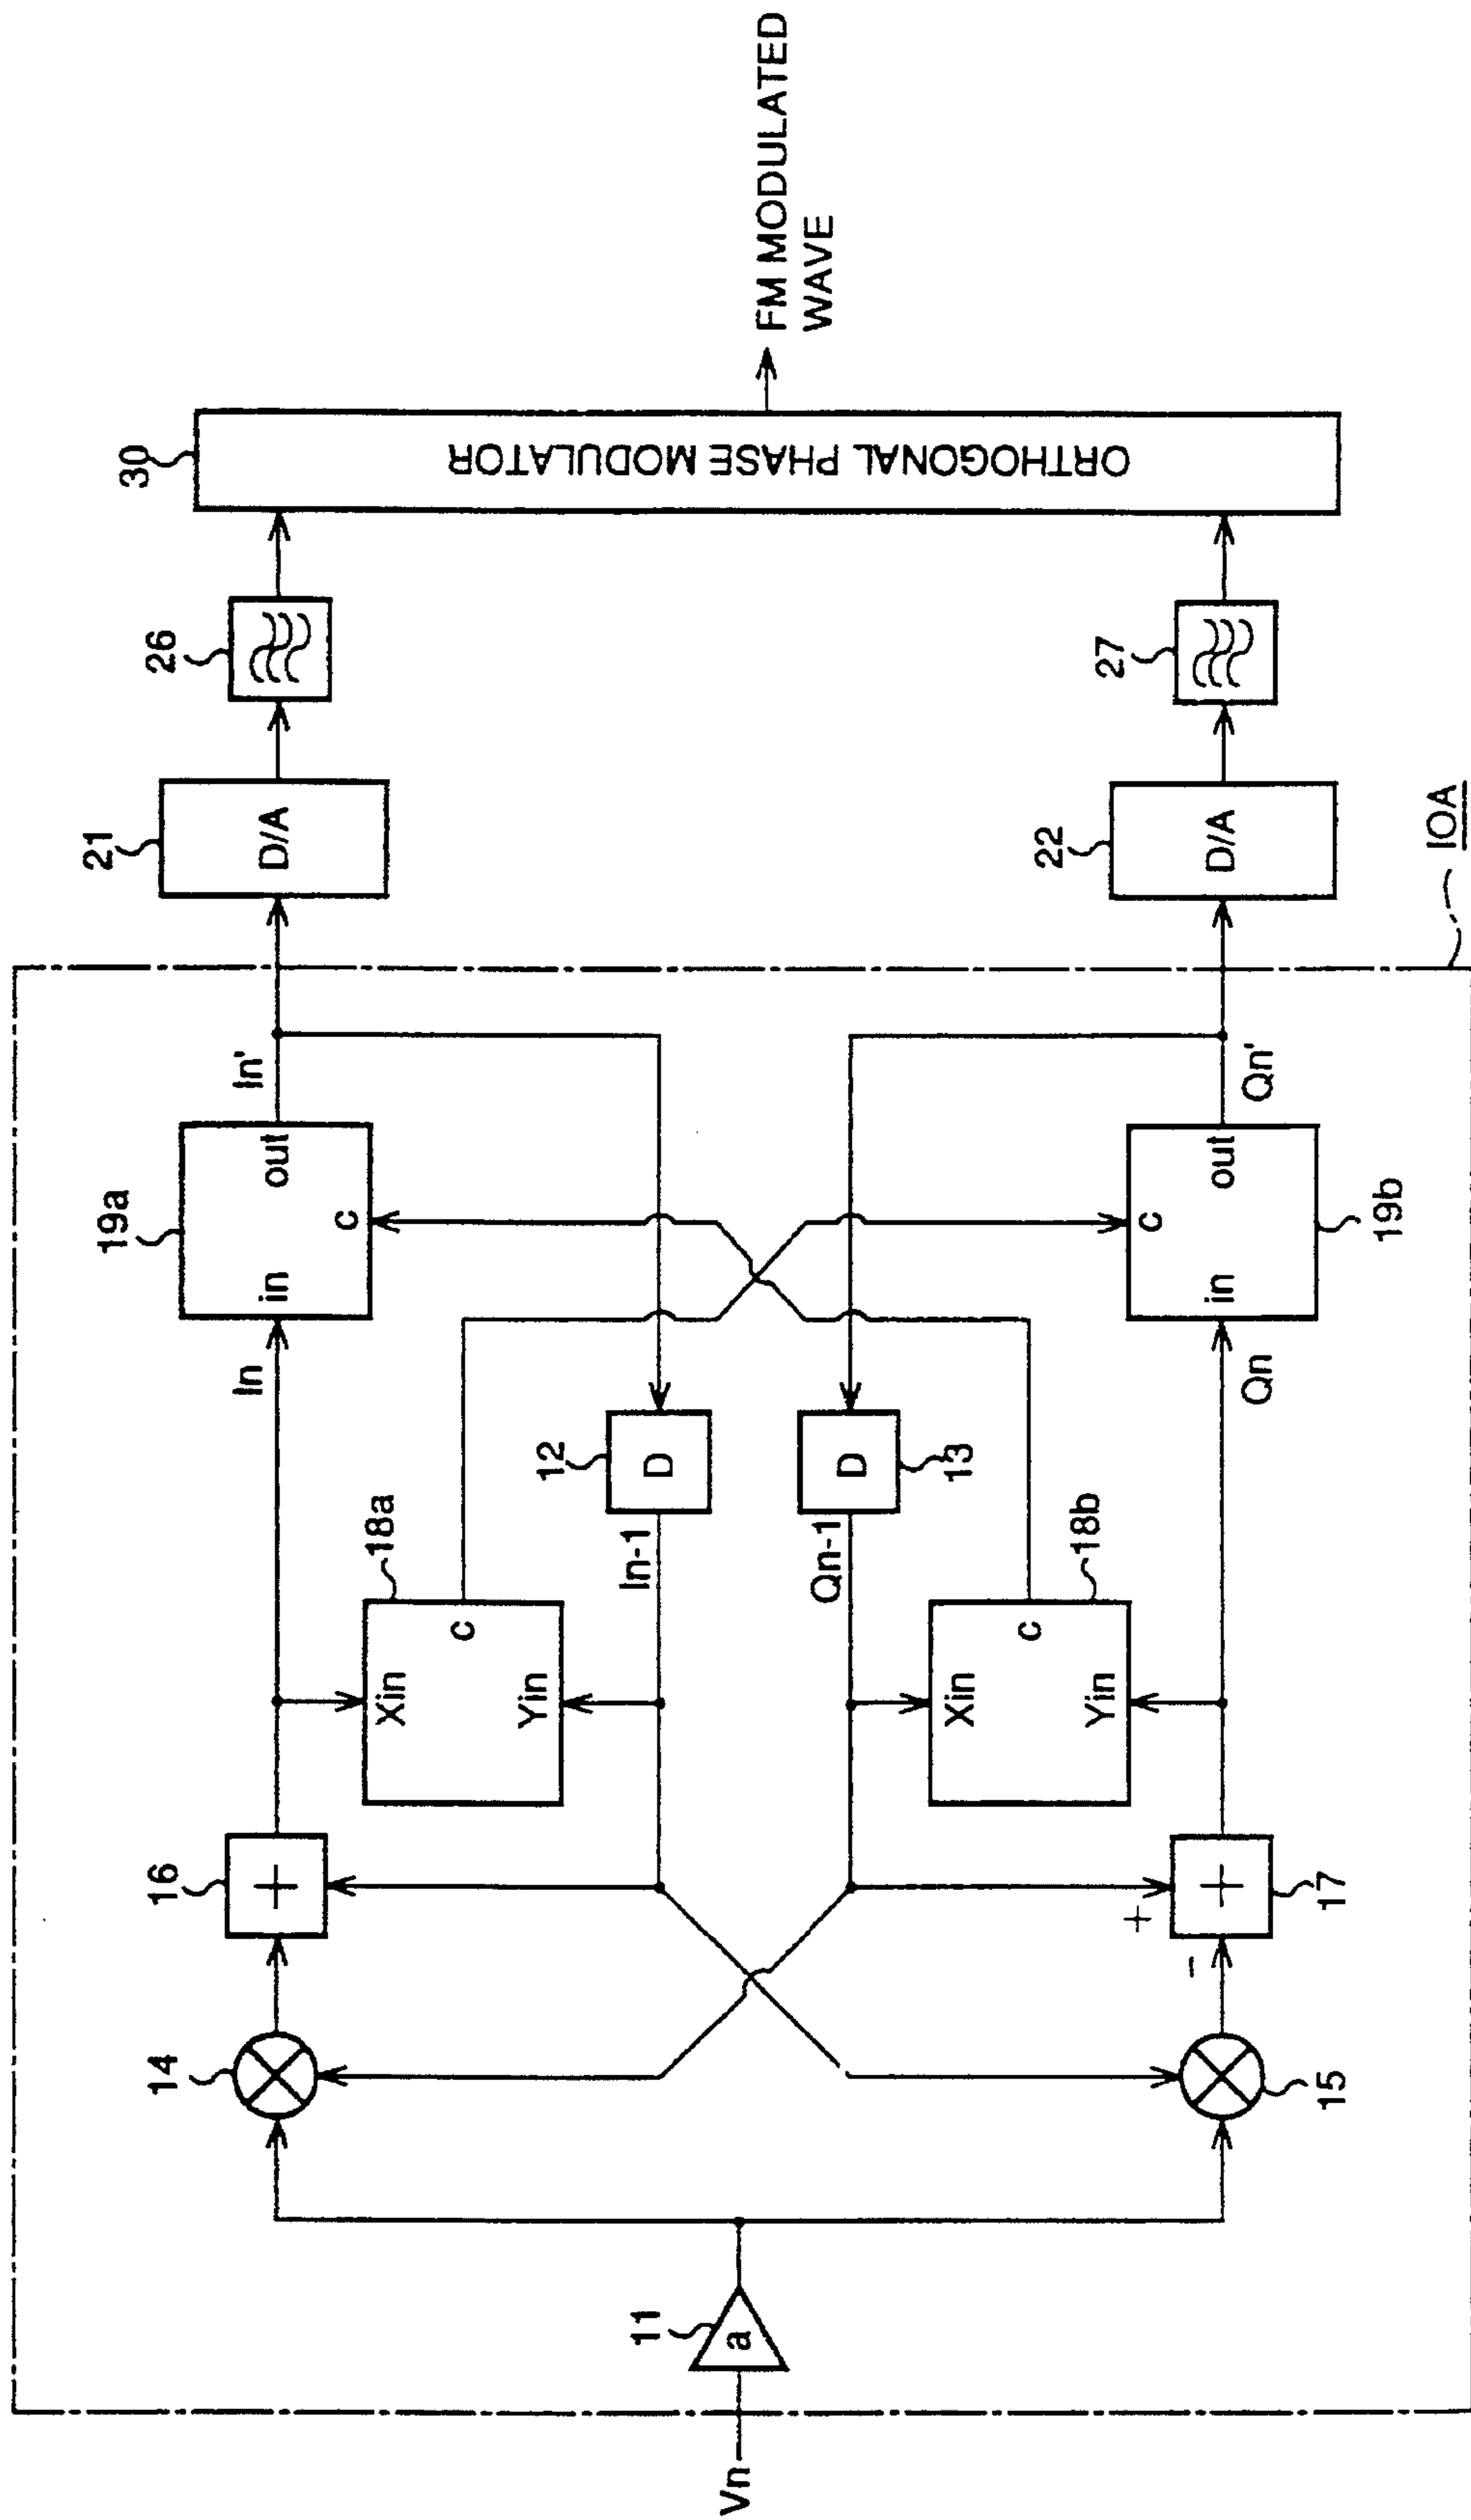 Vn
11
a
14
15
16
+
17
+
+
-
18a
Xin
Yin
c
18b
Xin
Yin
c
12
D
In-1
13
D
Qn-1
In
Qn
19a
in
out
c
19b
in
out
c
In'
Qn'
10A
21
D/A
22
D/A
26
27
30
ORTHOGONAL PHASE MODULATOR
FM MODULATED
WAVE